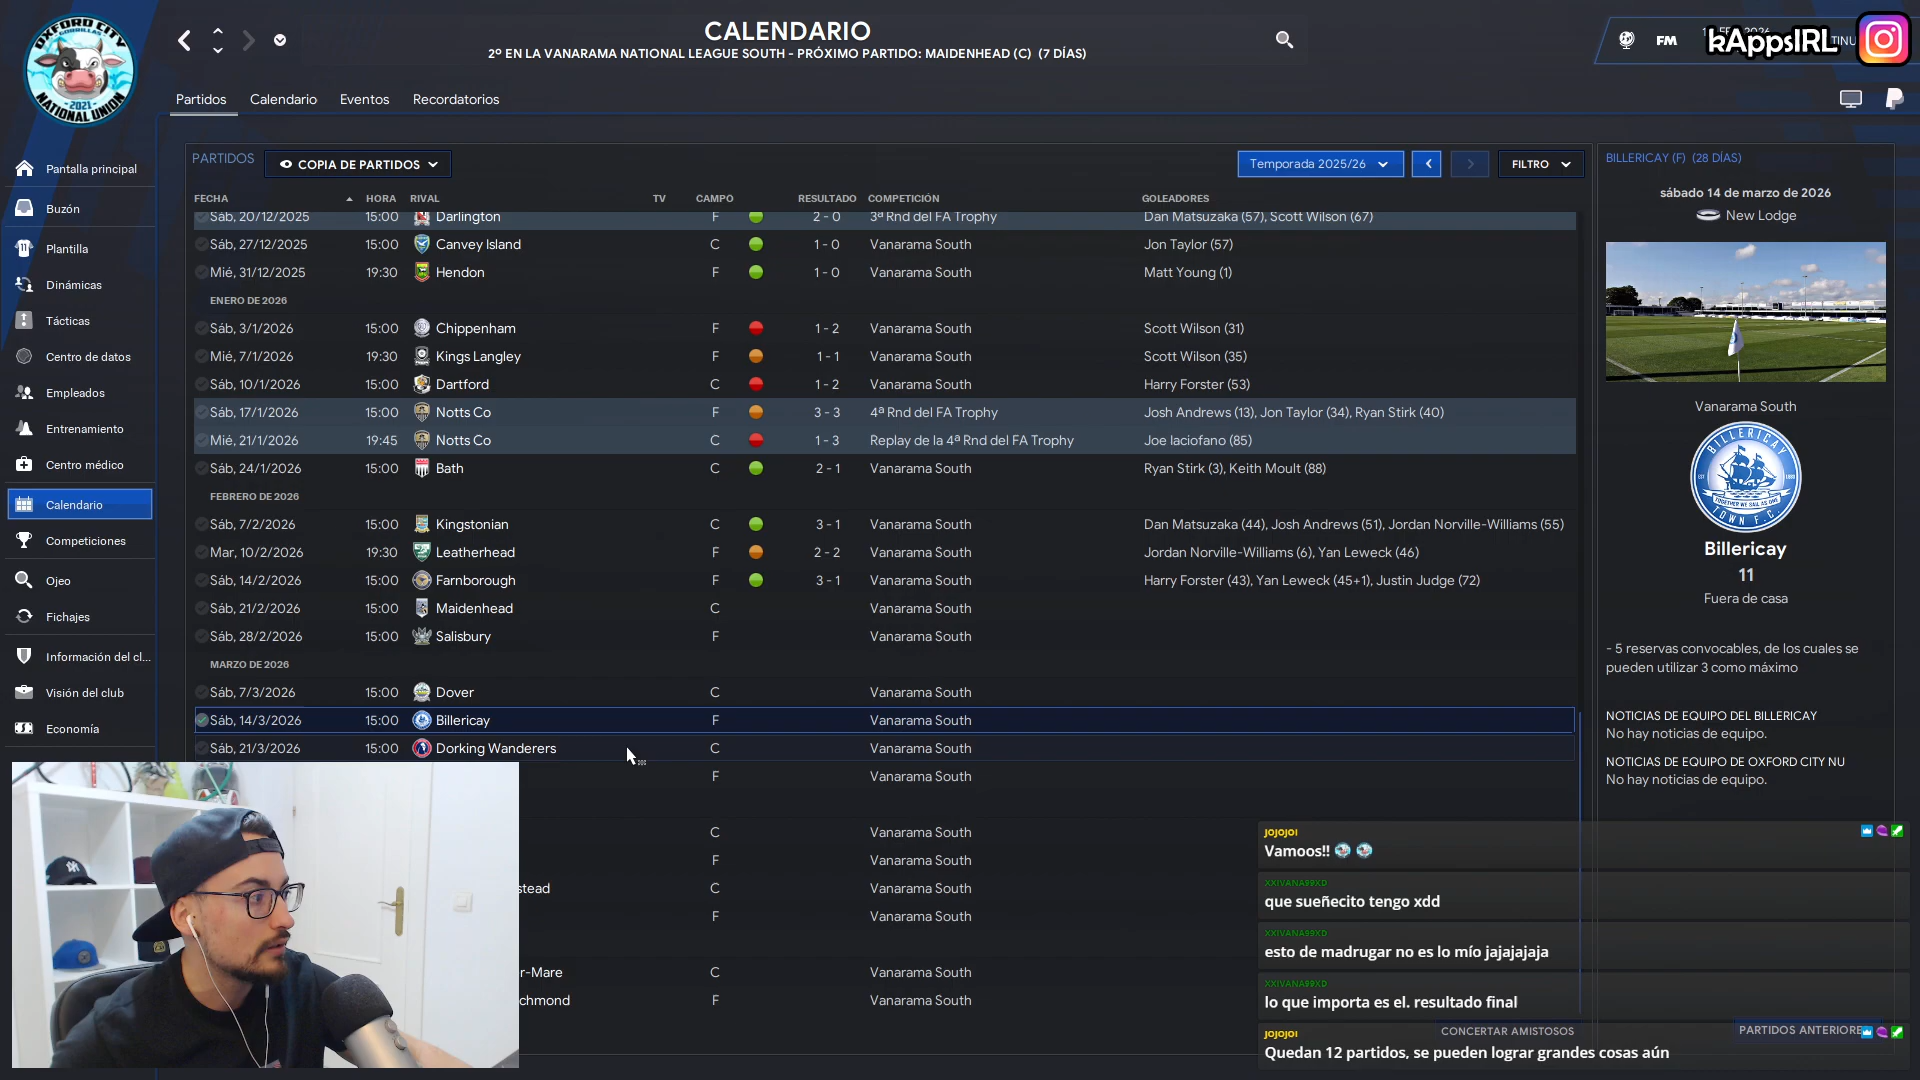 OXFORD CITY
GORRILLAS
-2021-
NATIONAL UNION
CALENDARIO
2º EN LA VANARAMA NATIONAL LEAGUE SOUTH - PRÓXIMO PARTIDO: MAIDENHEAD (C) (7 DÍAS)
FM
kAppsIRL
Partidos Calendario Eventos Recordatorios
Pantalla principal
Buzón
Plantilla
Dinámicas
Tácticas
Centro de datos
Empleados
Entrenamiento
Centro médico
Calendario
Competiciones
Ojeo
Fichajes
Información del cl...
Visión del club
Economía
PARTIDOS COPIA DE PARTIDOS Temporada 2025/26 FILTRO
FECHA HORA RIVAL TV CAMPO RESULTADO COMPETICIÓN GOLEADORES
Sáb, 20/12/2025 15:00 Darlington F 2 - 0 3ª Rnd del FA Trophy Dan Matsuzaka (57), Scott Wilson (67)
Sáb, 27/12/2025 15:00 Canvey Island C 1 - 0 Vanarama South Jon Taylor (57)
Mié, 31/12/2025 19:30 Hendon F 1 - 0 Vanarama South Matt Young (1)
ENERO DE 2026
Sáb, 3/1/2026 15:00 Chippenham F 1 - 2 Vanarama South Scott Wilson (31)
Mié, 7/1/2026 19:30 Kings Langley F 1 - 1 Vanarama South Scott Wilson (35)
Sáb, 10/1/2026 15:00 Dartford C 1 - 2 Vanarama South Harry Forster (53)
Sáb, 17/1/2026 15:00 Notts Co F 3 - 3 4ª Rnd del FA Trophy Josh Andrews (13), Jon Taylor (34), Ryan Stirk (40)
Mié, 21/1/2026 19:45 Notts Co C 1 - 3 Replay de la 4ª Rnd del FA Trophy Joe Iaciofano (85)
Sáb, 24/1/2026 15:00 Bath C 2 - 1 Vanarama South Ryan Stirk (3), Keith Moult (88)
FEBRERO DE 2026
Sáb, 7/2/2026 15:00 Kingstonian C 3 - 1 Vanarama South Dan Matsuzaka (44), Josh Andrews (51), Jordan Norville-Williams (55)
Mar, 10/2/2026 19:30 Leatherhead F 2 - 2 Vanarama South Jordan Norville-Williams (6), Yan Leweck (46)
Sáb, 14/2/2026 15:00 Farnborough F 3 - 1 Vanarama South Harry Forster (43), Yan Leweck (45+1), Justin Judge (72)
Sáb, 21/2/2026 15:00 Maidenhead C Vanarama South
Sáb, 28/2/2026 15:00 Salisbury F Vanarama South
MARZO DE 2026
Sáb, 7/3/2026 15:00 Dover C Vanarama South
Sáb, 14/3/2026 15:00 Billericay F Vanarama South
Sáb, 21/3/2026 15:00 Dorking Wanderers C Vanarama South
F Vanarama South
C Vanarama South
F Vanarama South
stead C Vanarama South
F Vanarama South
r-Mare C Vanarama South
chmond F Vanarama South
BILLERICAY (F) (28 DÍAS)
sábado 14 de marzo de 2026
New Lodge
Vanarama South
BILLERICAY
TOWN F.C.
Billericay
11
Fuera de casa
- 5 reservas convocables, de los cuales se
pueden utilizar 3 como máximo
NOTICIAS DE EQUIPO DEL BILLERICAY
No hay noticias de equipo.
NOTICIAS DE EQUIPO DE OXFORD CITY NU
No hay noticias de equipo.
JOJOJOI
Vamoos!!
XXIVANA99XD
que sueñecito tengo xdd
XXIVANA99XD
esto de madrugar no es lo mío jajajajaja
XXIVANA99XD
lo que importa es el. resultado final
CONCERTAR AMISTOSOS PARTIDOS ANTERIORE
JOJOJOI
Quedan 12 partidos, se pueden lograr grandes cosas aún